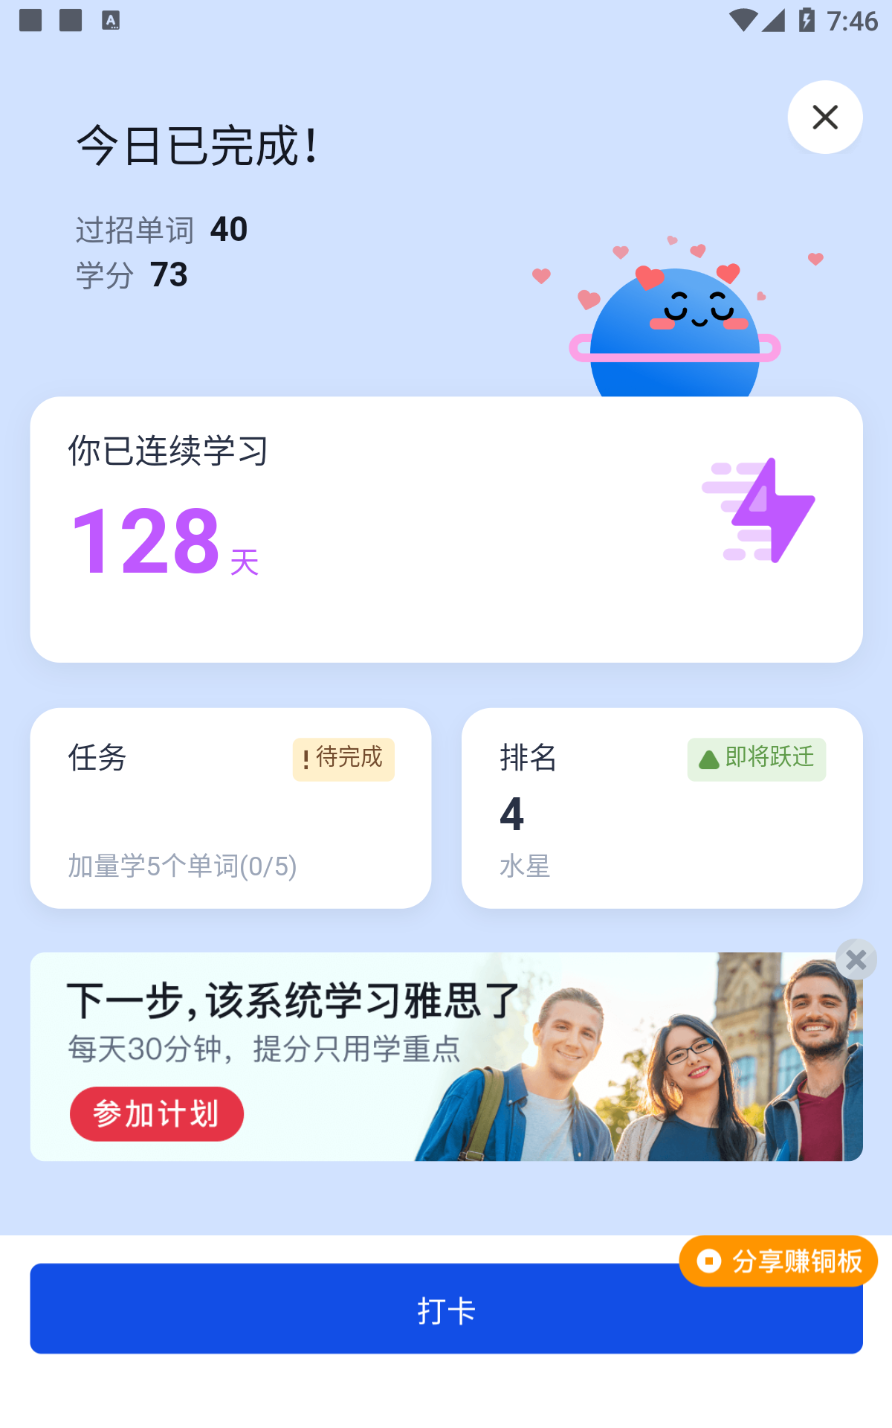 7:46
今日已完成！
过招单词 40
学分 73
你已连续学习
128 天
任务
! 待完成
加量学5个单词(0/5)
排名
即将跃迁
4
水星
下一步，该系统学习雅思了
每天30分钟，提分只用学重点
参加计划
分享赚铜板
打卡